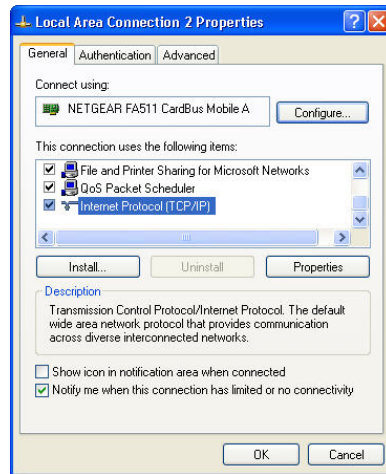 Local Area Connection 2 Properties
General Authentication Advanced
Connect using:
NETGEAR FA511 CardBus Mobile A
Configure...
This connection uses the following items:
File and Printer Sharing for Microsoft Networks
QoS Packet Scheduler
Internet Protocol (TCP/IP)
Install... Uninstall Properties
Description
Transmission Control Protocol/Internet Protocol. The default
wide area network protocol that provides communication
across diverse interconnected networks.
Show icon in notification area when connected
Notify me when this connection has limited or no connectivity
OK Cancel